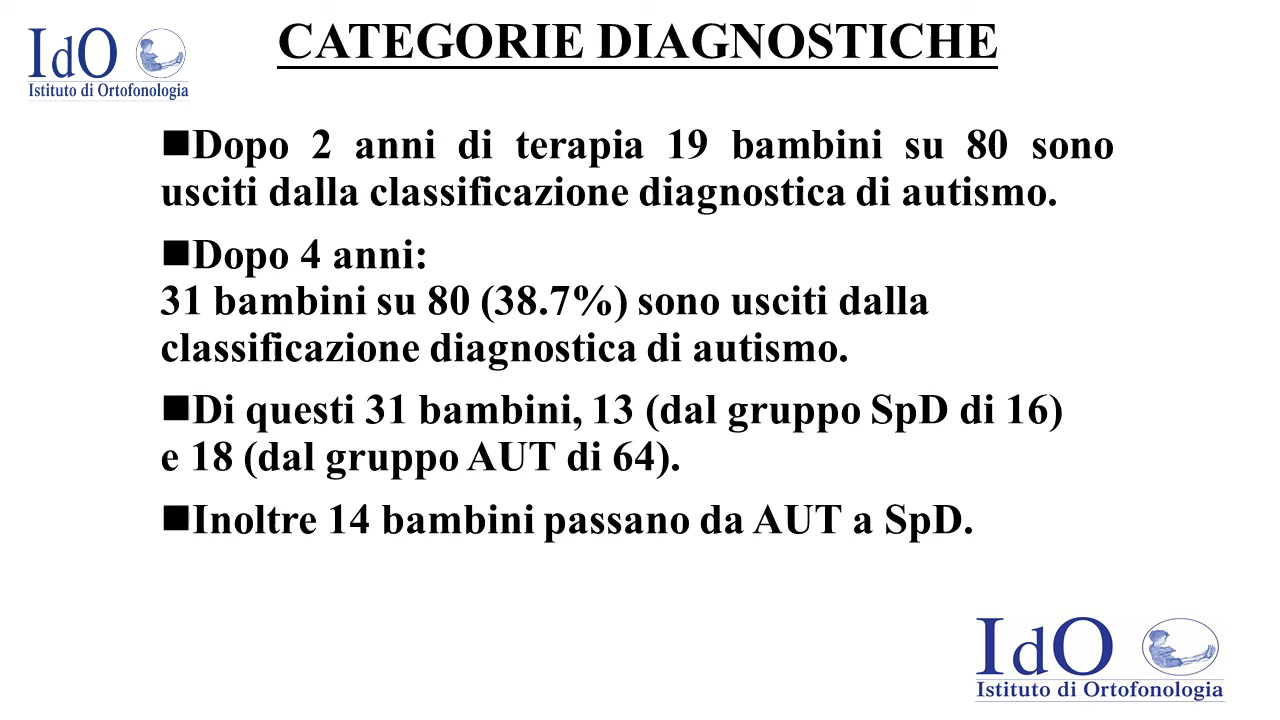 IdO
Istituto di Ortofonologia
CATEGORIE DIAGNOSTICHE
■Dopo 2 anni di terapia 19 bambini su 80 sono
usciti dalla classificazione diagnostica di autismo.
■Dopo 4 anni:
31 bambini su 80 (38.7%) sono usciti dalla
classificazione diagnostica di autismo.
■Di questi 31 bambini, 13 (dal gruppo SpD di 16)
e 18 (dal gruppo AUT di 64).
■Inoltre 14 bambini passano da AUT a SpD.
IdO
Istituto di Ortofonologia